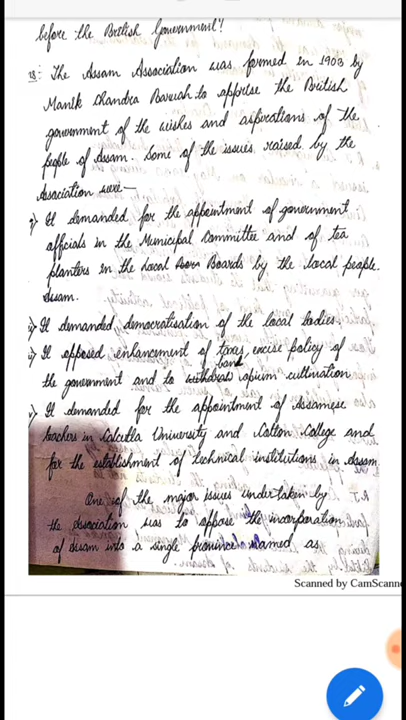 before the British Government?
The Assam Association was formed in 1903 by
Manik Chandra Baruah to apprise the British
government of the wishes and aspirations of the
people of Assam. Some of the issues raised by the
Association were—
It demanded for the appointment of government
officials in the Municipal Committee and of tea
planters in the Local Boards by the local people.
Assam.
It demanded democratisation of the local bodies.
It opposed enhancement of taxes, excise policy of
band
the government and to withdraw opium cultivation
It demanded for the appointment of Assamese
teachers in Calcutta University and Cotton College and
for the establishment of technical institutions in Assam
One of the major issues undertaken by
the Association was to oppose the incorporation
of Assam into a single province named as
Scanned by CamScanne